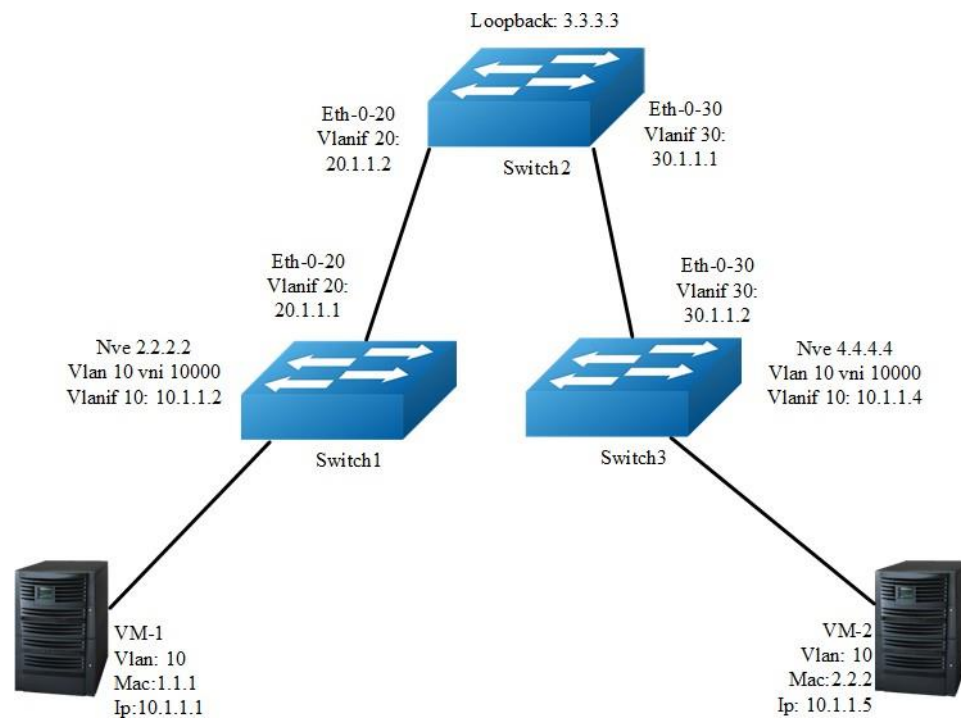 Loopback: 3.3.3.3
Eth-0-20
Vlanif 20:
20.1.1.2
Eth-0-30
Vlanif 30:
30.1.1.1
Switch2
Eth-0-20
Vlanif 20:
20.1.1.1
Eth-0-30
Vlanif 30:
30.1.1.2
Nve 2.2.2.2
Vlan 10 vni 10000
Vlanif 10: 10.1.1.2
Nve 4.4.4.4
Vlan 10 vni 10000
Vlanif 10: 10.1.1.4
Switch1
Switch3
VM-1
Vlan: 10
Mac:1.1.1
Ip:10.1.1.1
VM-2
Vlan: 10
Mac:2.2.2
Ip: 10.1.1.5